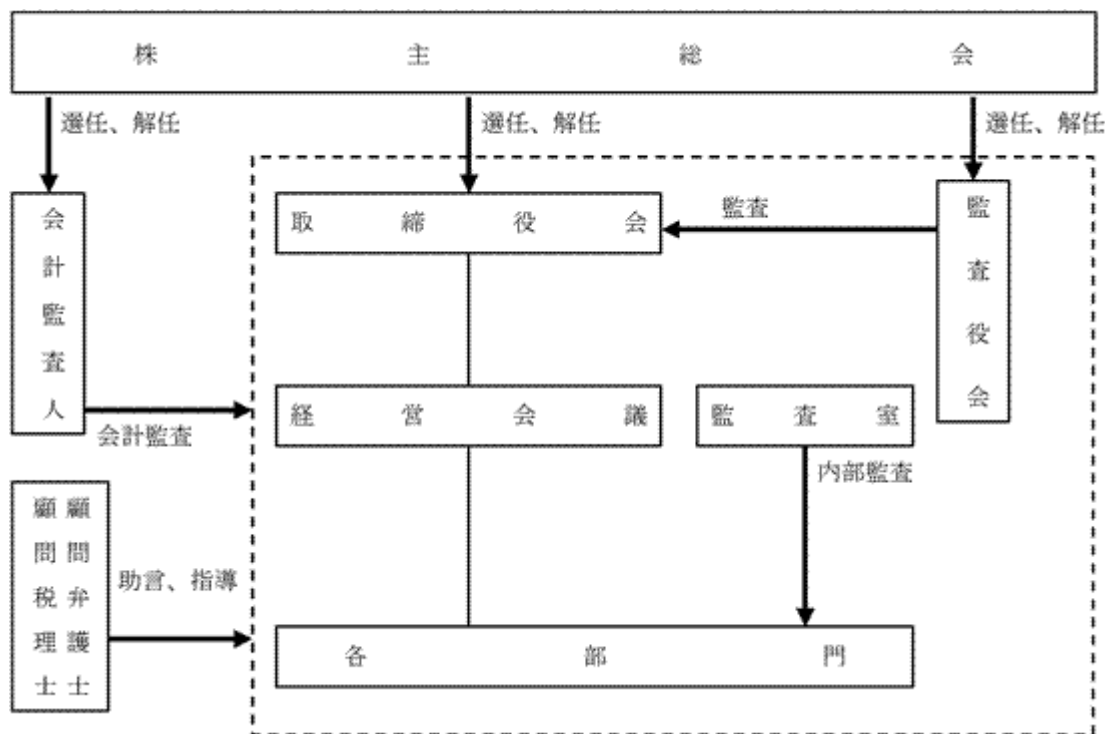 株主総会
選任、解任
選任、解任
選任、解任
会計監査人
取締役会
監査
監査役会
経営会議
監査室
会計監査
内部監査
顧問弁護士
顧問税理士
助言、指導
各部門